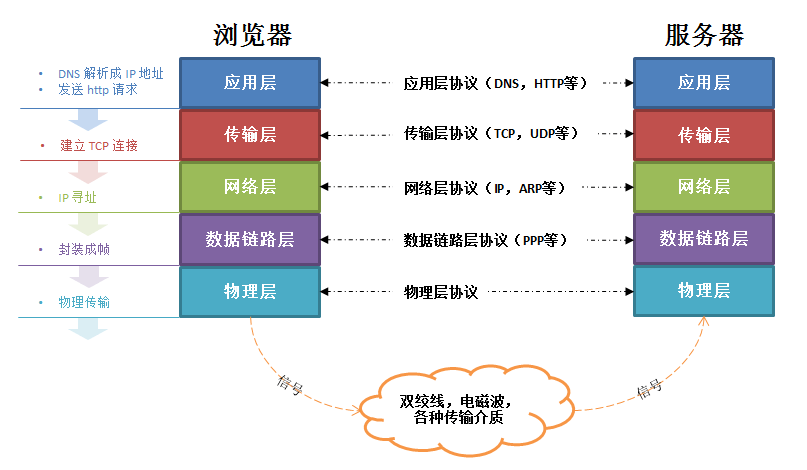 浏览器
服务器
• DNS 解析成 IP 地址
• 发送 http 请求
应用层
应用层协议（DNS，HTTP等）
应用层
• 建立 TCP 连接
传输层
传输层协议（TCP，UDP等）
传输层
• IP 寻址
网络层
网络层协议（IP，ARP等）
网络层
• 封装成帧
数据链路层
数据链路层协议（PPP等）
数据链路层
• 物理传输
物理层
物理层协议
物理层
信号
双绞线，电磁波，
各种传输介质
信号